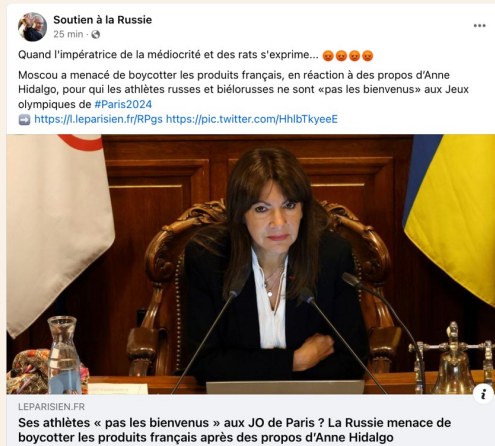 Soutien à la Russie
25 min ·
Quand l'impératrice de la médiocrité et des rats s'exprime... 😡😡😡😡
Moscou a menacé de boycotter les produits français, en réaction à des propos d'Anne
Hidalgo, pour qui les athlètes russes et biélorusses ne sont «pas les bienvenus» aux Jeux
olympiques de #Paris2024
➡️ https://l.leparisien.fr/RPgs https://pic.twitter.com/HhlbTkyeeE
LEPARISIEN.FR
Ses athlètes « pas les bienvenus » aux JO de Paris ? La Russie menace de
boycotter les produits français après des propos d'Anne Hidalgo